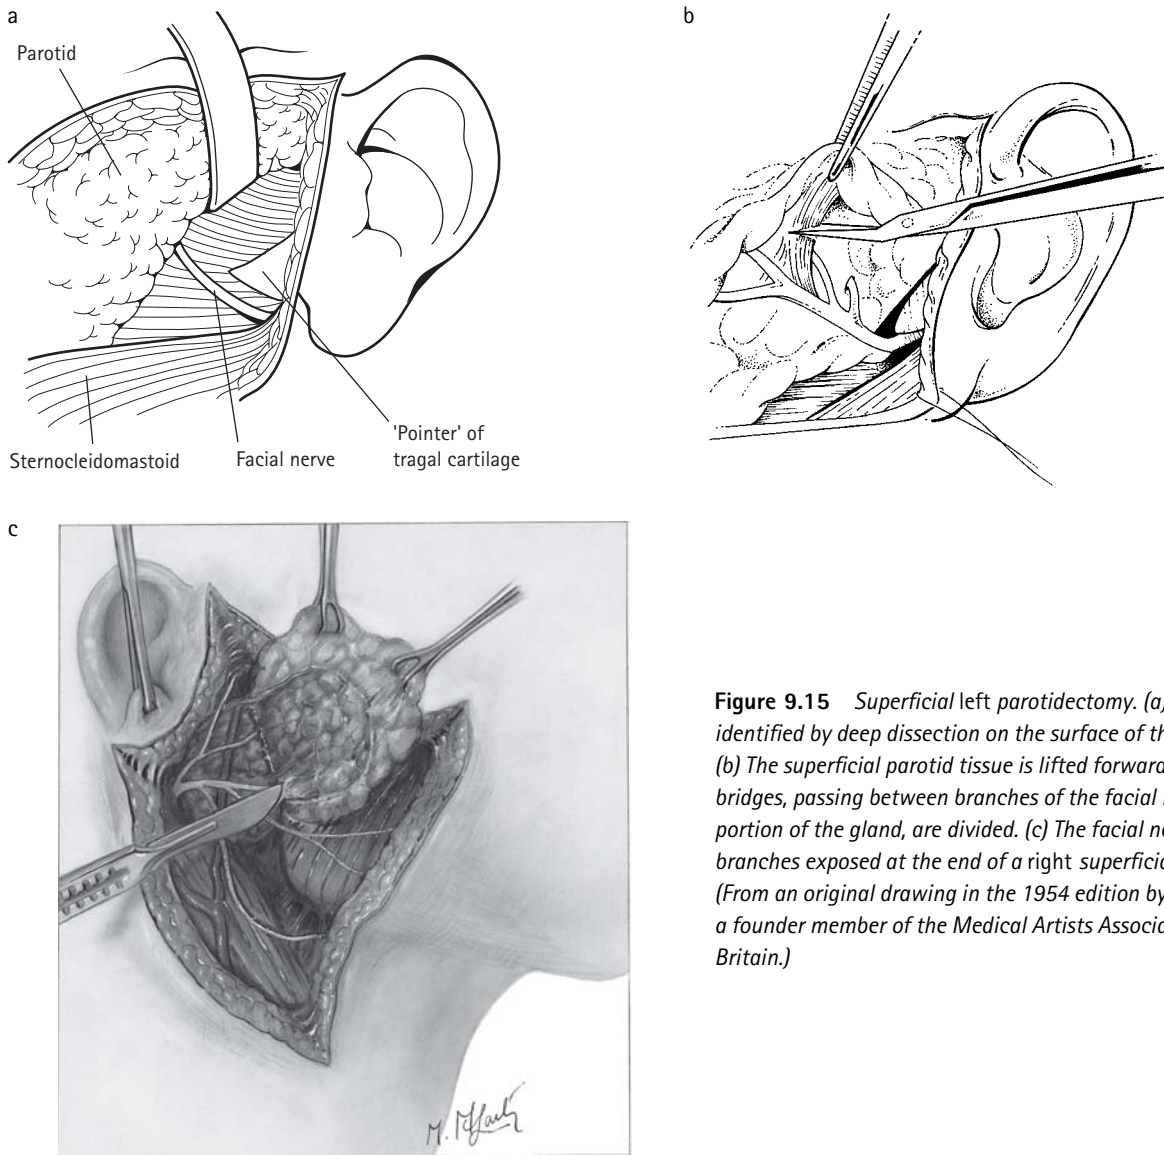 a
Parotid
Sternocleidomastoid
Facial nerve
'Pointer' of
tragal cartilage
b
c
Figure 9.15 Superficial left parotidectomy. (a)
identified by deep dissection on the surface of th
(b) The superficial parotid tissue is lifted forward
bridges, passing between branches of the facial
portion of the gland, are divided. (c) The facial ne
branches exposed at the end of a right superficia
(From an original drawing in the 1954 edition by
a founder member of the Medical Artists Associa
Britain.)